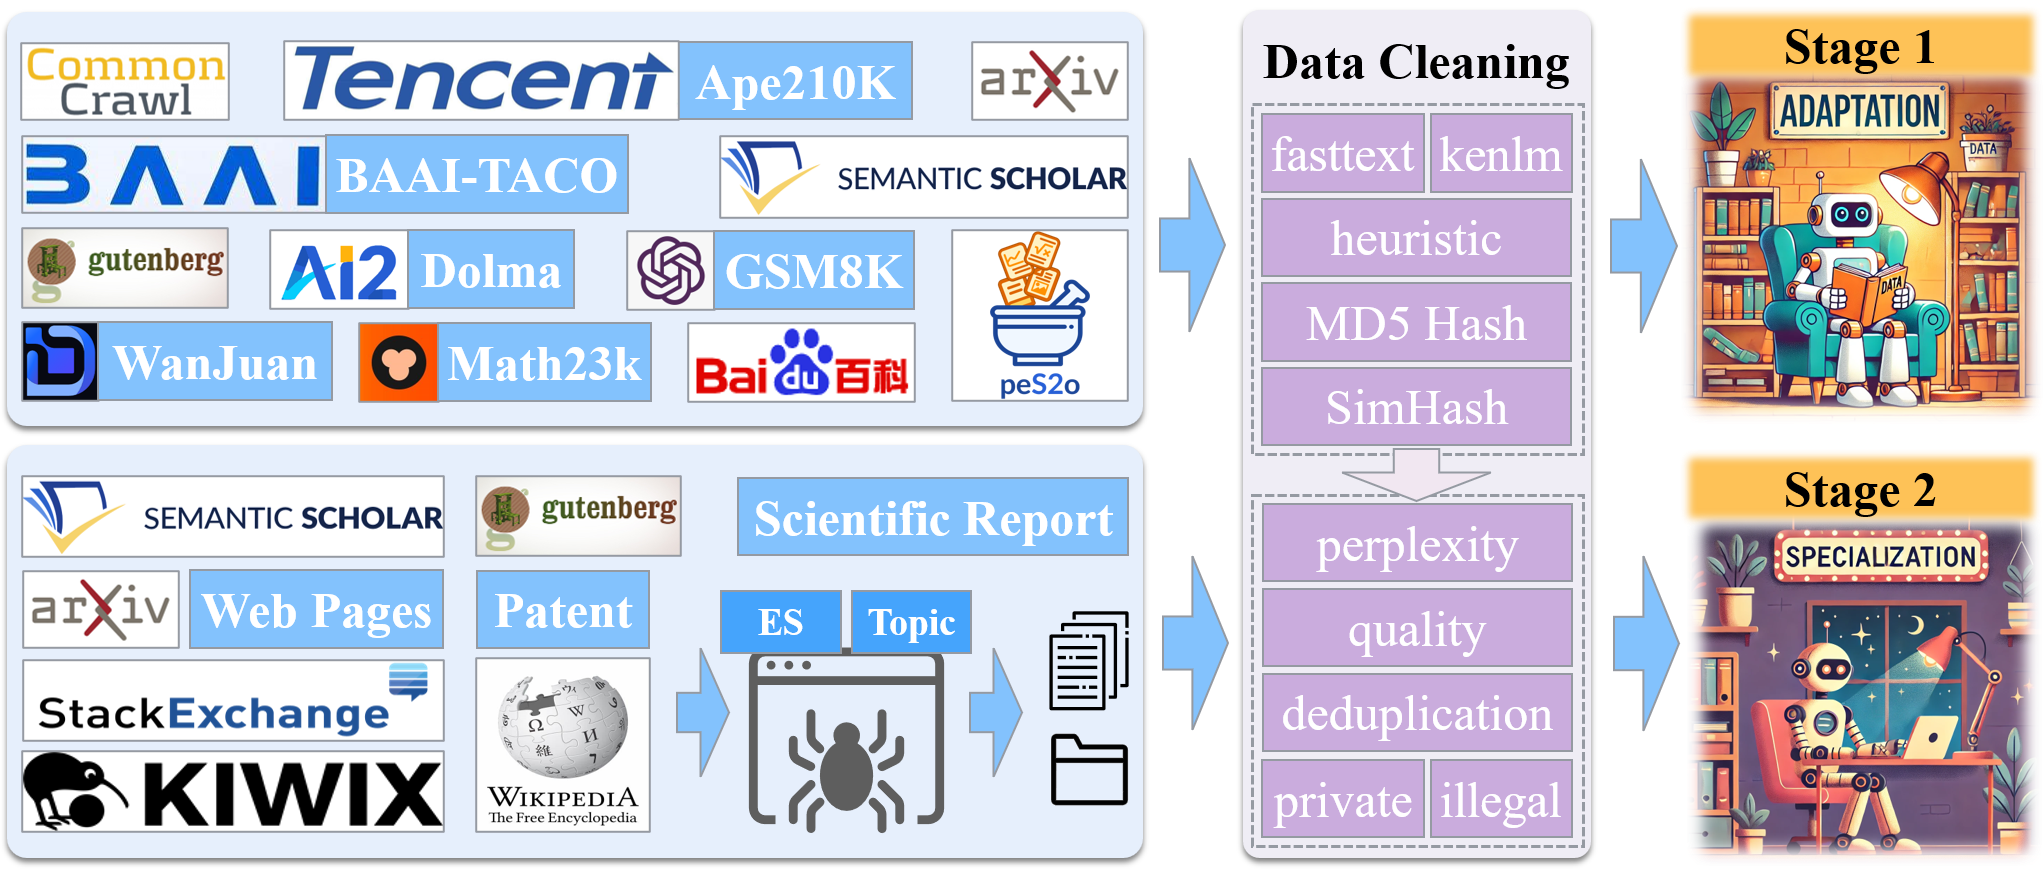 Common
Crawl
Tencent Ape210K
arXiv
BAAI BAAI-TACO
SEMANTIC SCHOLAR
gutenberg
Ai2 Dolma
GSM8K
peS2o
WanJuan
Math23k
Bai du 百科
SEMANTIC SCHOLAR
gutenberg
Scientific Report
arXiv
Web Pages
Patent
ES
Topic
StackExchange
KIWIX
Ω W И 維 7
WIKIPEDIA
The Free Encyclopedia
Data Cleaning
fasttext kenlm
heuristic
MD5 Hash
SimHash
perplexity
quality
deduplication
private illegal
Stage 1
ADAPTATION
DATA
DATA
Stage 2
SPECIALIZATION